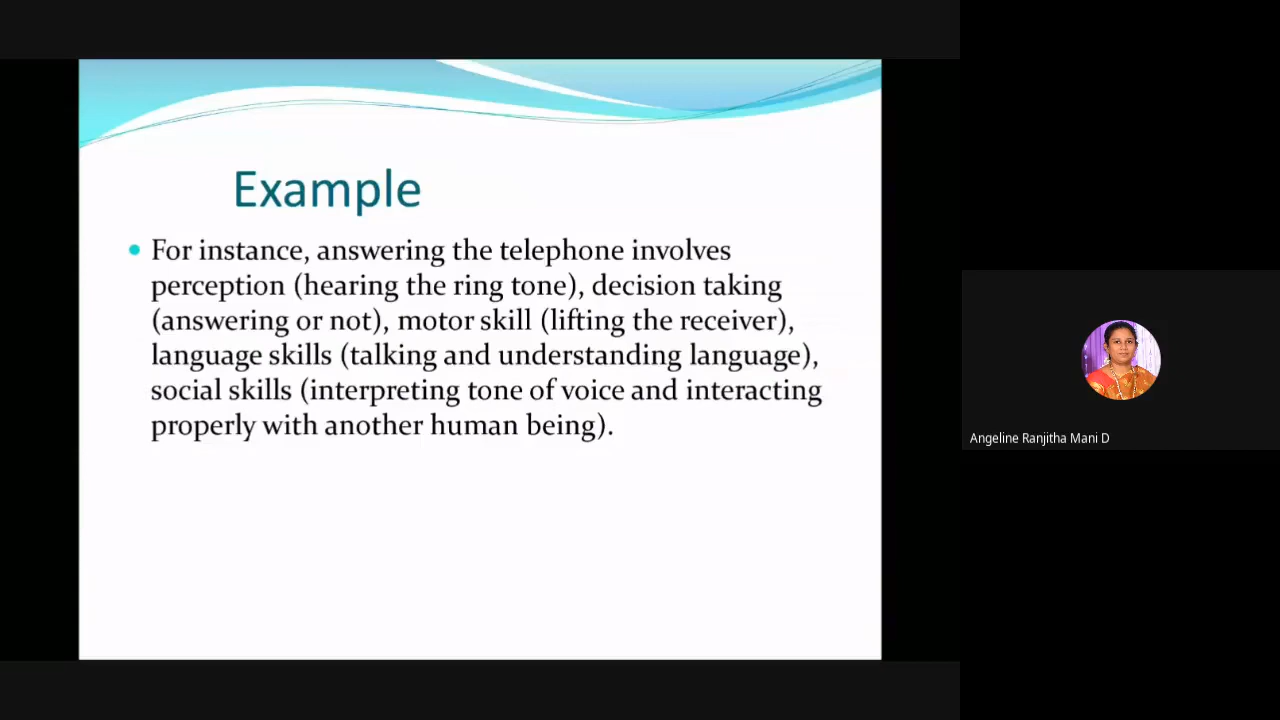 Example
For instance, answering the telephone involves
perception (hearing the ring tone), decision taking
(answering or not), motor skill (lifting the receiver),
language skills (talking and understanding language),
social skills (interpreting tone of voice and interacting
properly with another human being).
Angeline Ranjitha Mani D